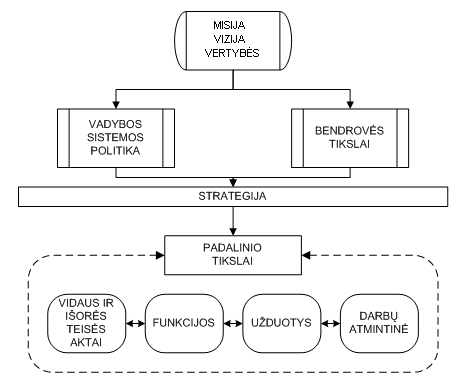 MISIJA
VIZIJA
VERTYBĖS
VADYBOS
SISTEMOS
POLITIKA
BENDROVĖS
TIKSLAI
STRATEGIJA
PADALINIO
TIKSLAI
VIDAUS IR
IŠORĖS
TEISĖS
AKTAI
FUNKCIJOS
UŽDUOTYS
DARBŲ
ATMINTINĖ